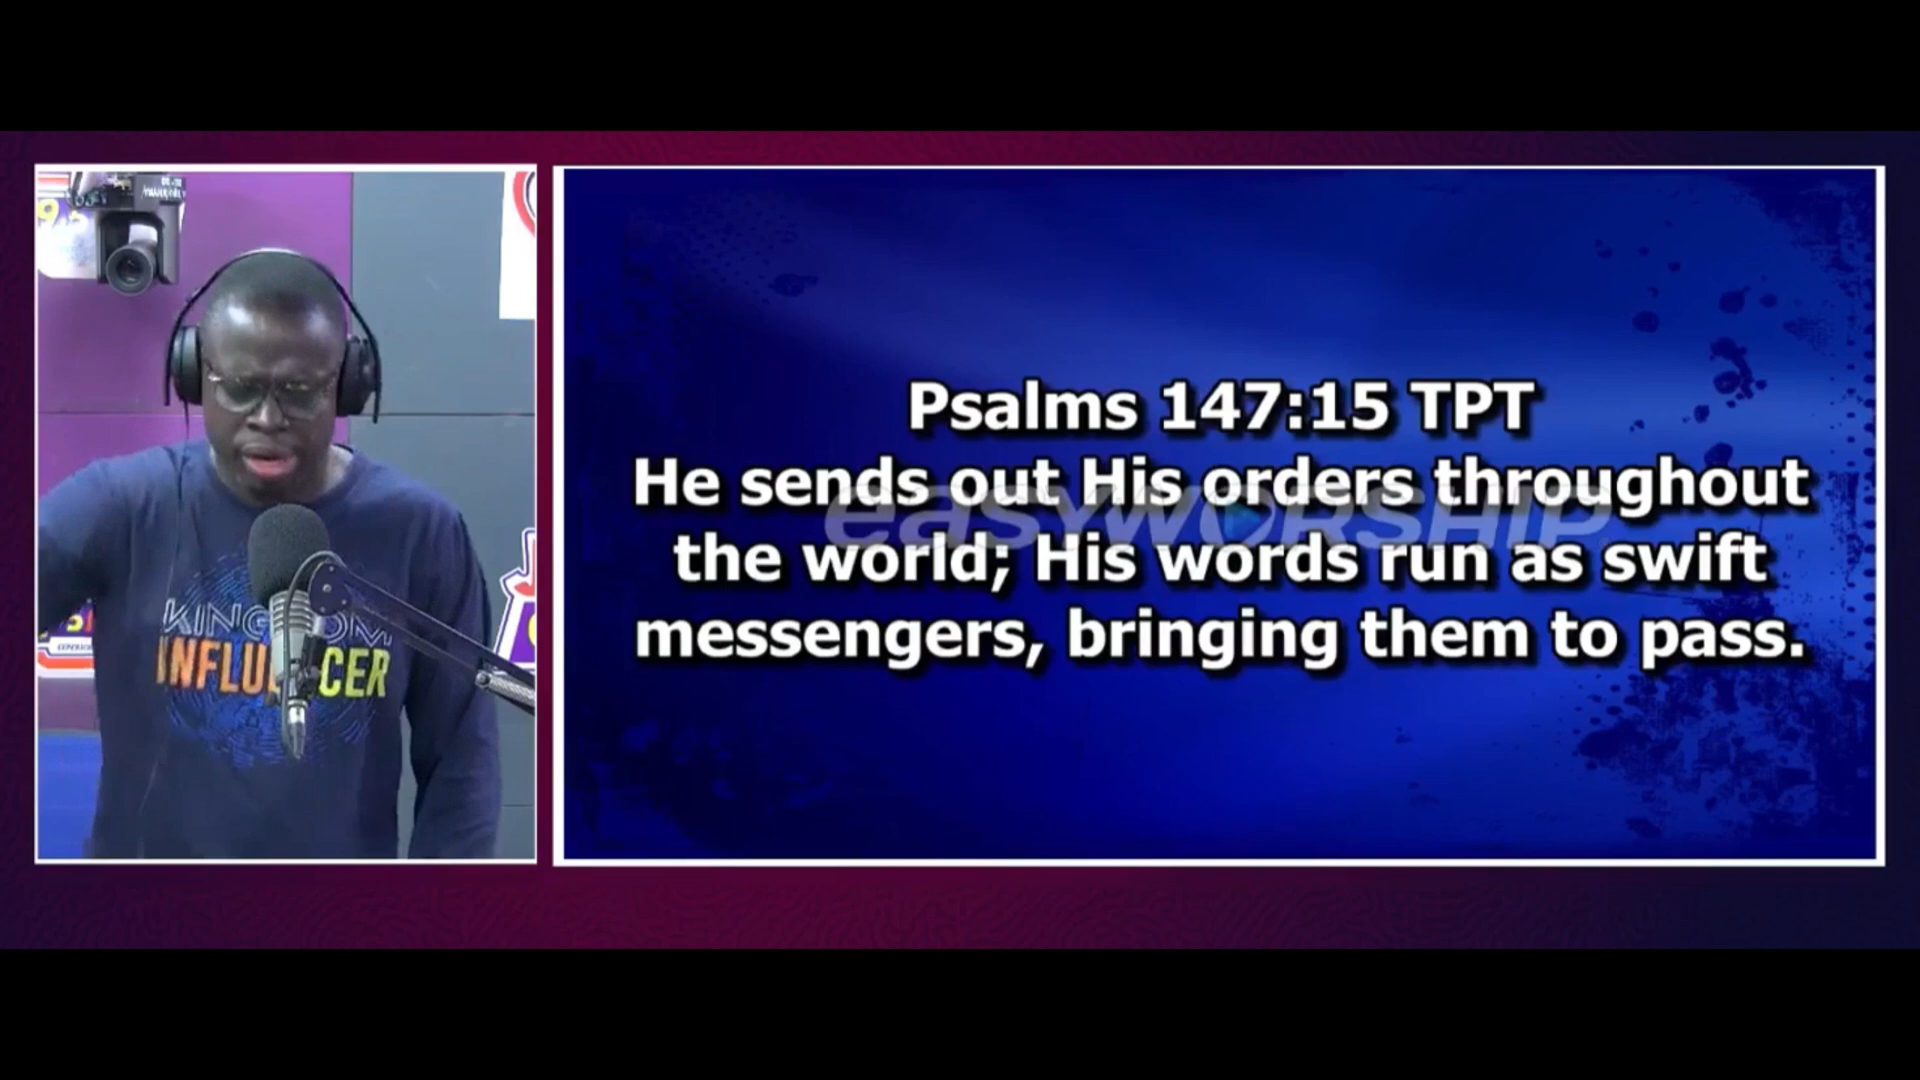 KINGDOM
INFLUENCER
Psalms 147:15 TPT
He sends out His orders throughout
the world; His words run as swift
messengers, bringing them to pass.
easyworship